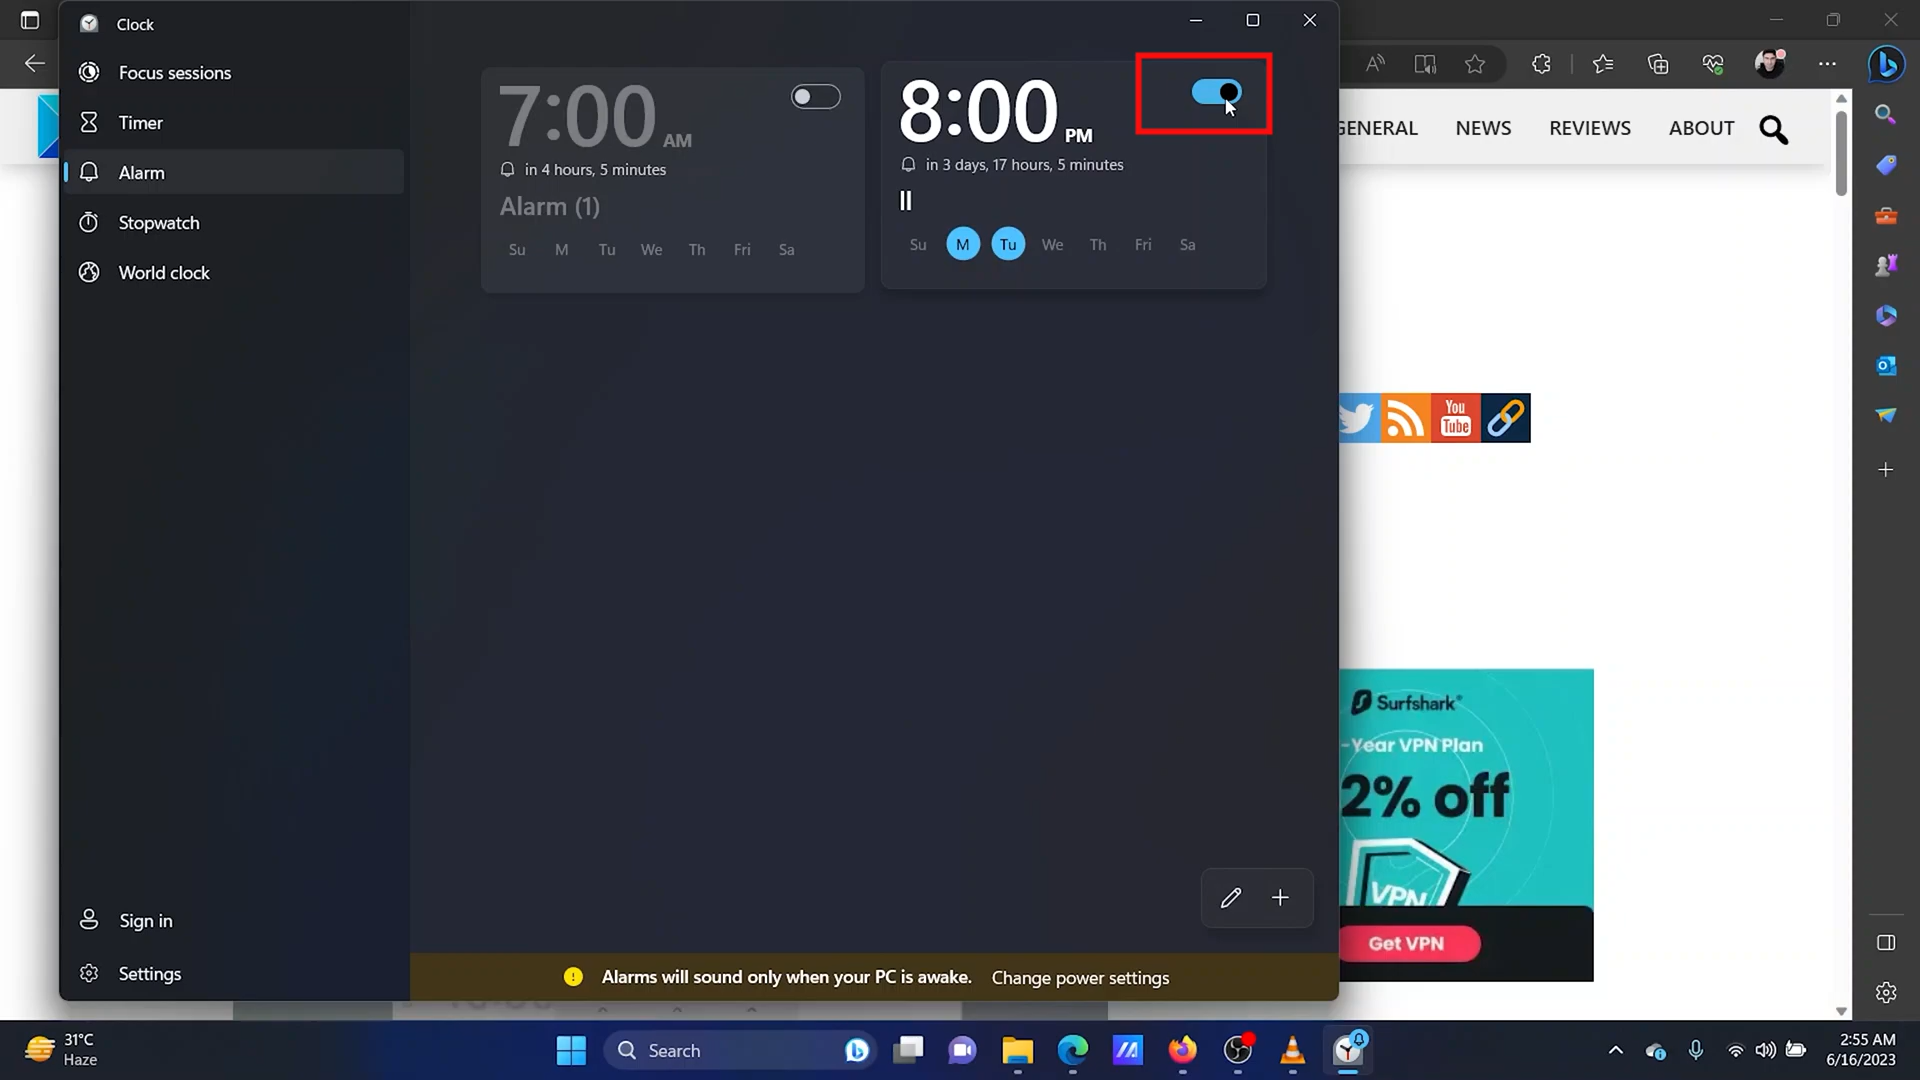 Clock
Focus sessions
Timer
Alarm
Stopwatch
World clock
Sign in
Settings
7:00 AM
in 4 hours, 5 minutes
Alarm (1)
Su M Tu We Th Fri Sa
8:00 PM
in 3 days, 17 hours, 5 minutes
||
Su M Tu We Th Fri Sa
Alarms will sound only when your PC is awake. Change power settings
GENERAL NEWS REVIEWS ABOUT
You
Tube
Surfshark
-Year VPN Plan
2% off
VPN
Get VPN
31°C
Haze
Search
2:55 AM
6/16/2023